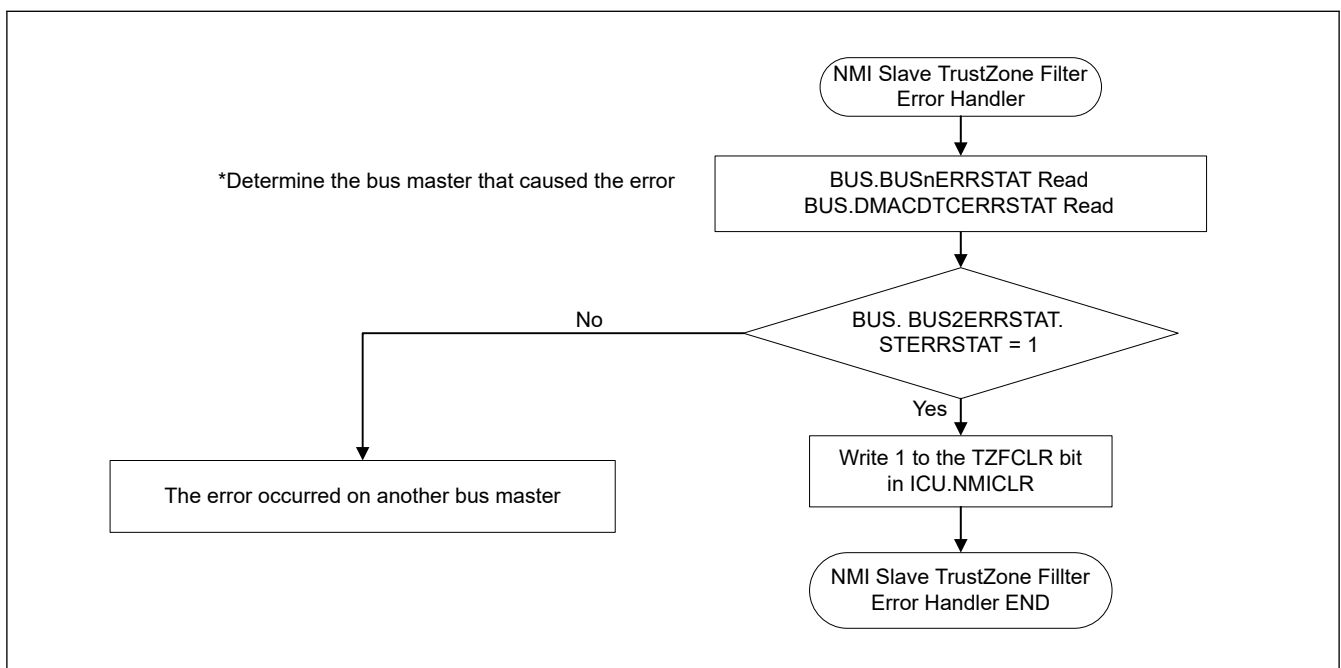 NMI Slave TrustZone Filter
Error Handler
*Determine the bus master that caused the error
BUS.BUSnERRSTAT Read
BUS.DMACDTCERRSTAT Read
No
BUS. BUS2ERRSTAT.
STERRSTAT = 1
Yes
The error occurred on another bus master
Write 1 to the TZFCLR bit
in ICU.NMICLR
NMI Slave TrustZone Fillter
Error Handler END